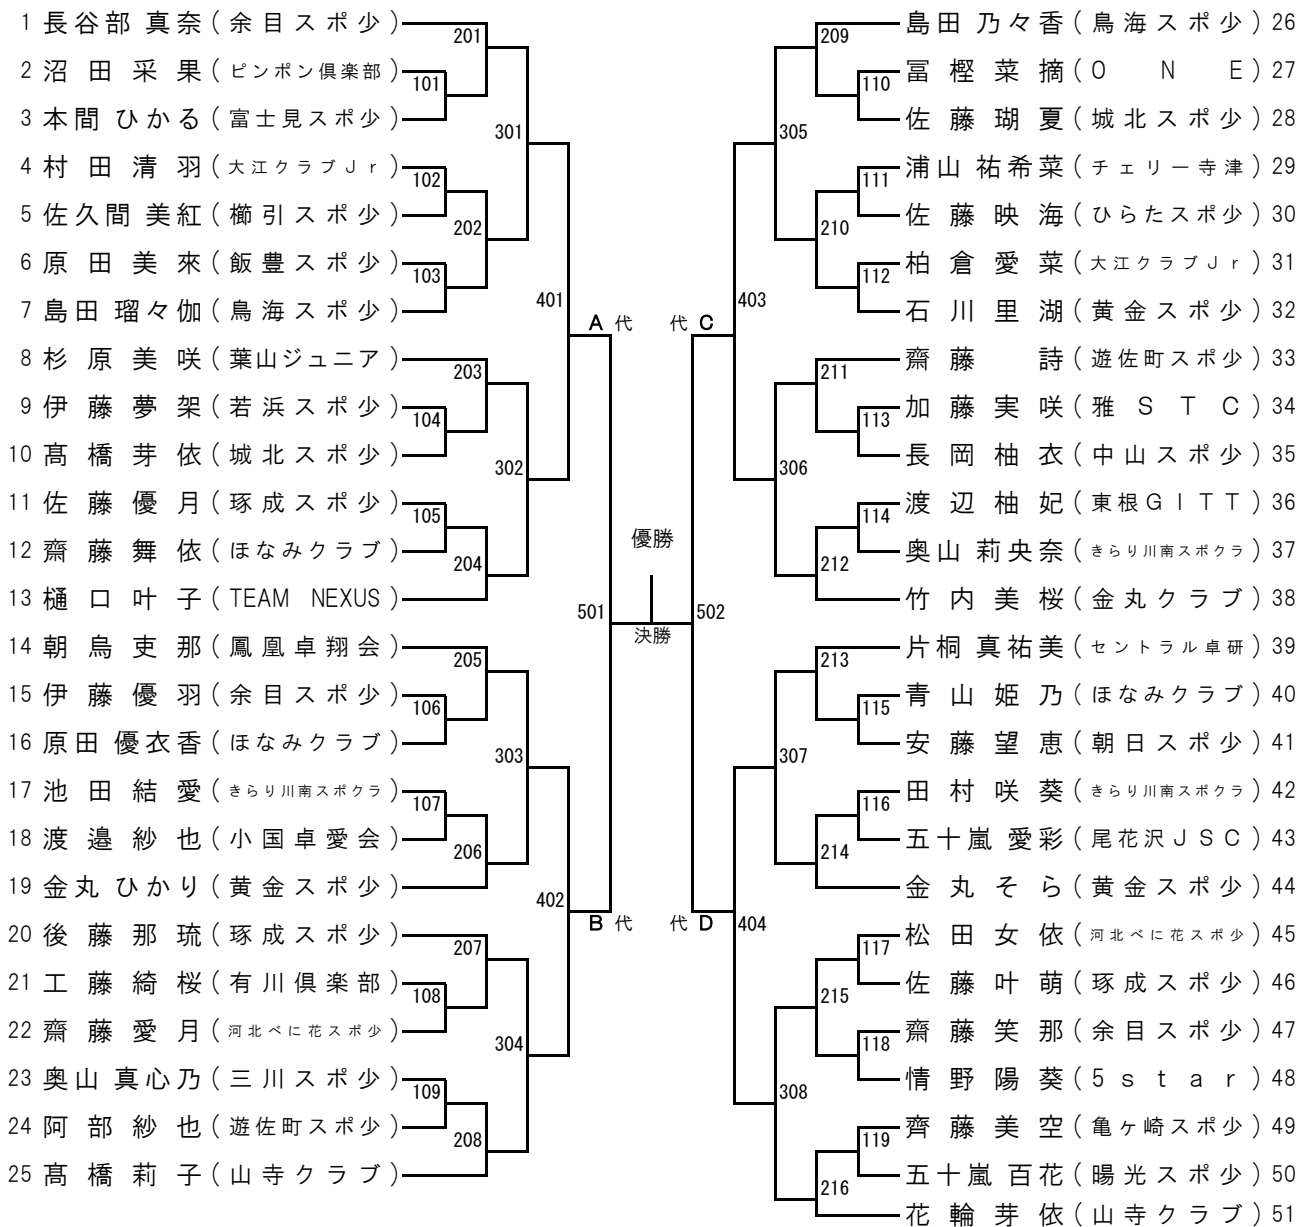 1 長谷部 真奈 (余目スポ少)
2 沼田采果 (ピンポン倶楽部)
3 本間 ひかる (富士見スポ少)
4 村田清羽 (大江クラブJr)
5 佐久間 美紅 (櫛引スポ少)
6 原田美來 (飯豊スポ少)
7 島田 瑠々伽 (鳥海スポ少)
8 杉原美咲 (葉山ジュニア)
9 伊藤夢架 (若浜スポ少)
10 髙橋芽依 (城北スポ少)
11 佐藤優月 (琢成スポ少)
12 齋藤舞依 (ほなみクラブ)
13 樋口叶子 (TEAM NEXUS)
14 朝烏吏那 (鳳凰卓翔会)
15 伊藤優羽 (余目スポ少)
16 原田 優衣香 (ほなみクラブ)
17 池田結愛 (きらり川南スポクラ)
18 渡邉紗也 (小国卓愛会)
19 金丸 ひかり (黄金スポ少)
20 後藤那琉 (琢成スポ少)
21 工藤綺桜 (有川倶楽部)
22 齋藤愛月 (河北べに花スポ少)
23 奥山 真心乃 (三川スポ少)
24 阿部紗也 (遊佐町スポ少)
25 髙橋莉子 (山寺クラブ)
101
102
103
104
105
106
107
108
109
201
202
203
204
205
206
207
208
301
302
303
304
401
402
501
A 代
B 代
優勝
決勝
代 C
代 D
502
403
404
305
306
307
308
209
210
211
212
213
214
215
216
110
111
112
113
114
115
116
117
118
119
島田 乃々香 (鳥海スポ少) 26
冨樫菜摘 (O N E) 27
佐藤瑚夏 (城北スポ少) 28
浦山 祐希菜 (チェリー寺津) 29
佐藤映海 (ひらたスポ少) 30
柏倉愛菜 (大江クラブJr) 31
石川里湖 (黄金スポ少) 32
齋藤 詩 (遊佐町スポ少) 33
加藤実咲 (雅STC) 34
長岡柚衣 (中山スポ少) 35
渡辺柚妃 (東根GITT) 36
奥山 莉央奈 (きらり川南スポクラ) 37
竹内美桜 (金丸クラブ) 38
片桐 真祐美 (セントラル卓研) 39
青山姫乃 (ほなみクラブ) 40
安藤望恵 (朝日スポ少) 41
田村咲葵 (きらり川南スポクラ) 42
五十嵐 愛彩 (尾花沢JSC) 43
金丸そら (黄金スポ少) 44
松田女依 (河北べに花スポ少) 45
佐藤叶萌 (琢成スポ少) 46
齋藤笑那 (余目スポ少) 47
情野陽葵 (5star) 48
齊藤美空 (亀ヶ崎スポ少) 49
五十嵐 百花 (暘光スポ少) 50
花輪芽依 (山寺クラブ) 51